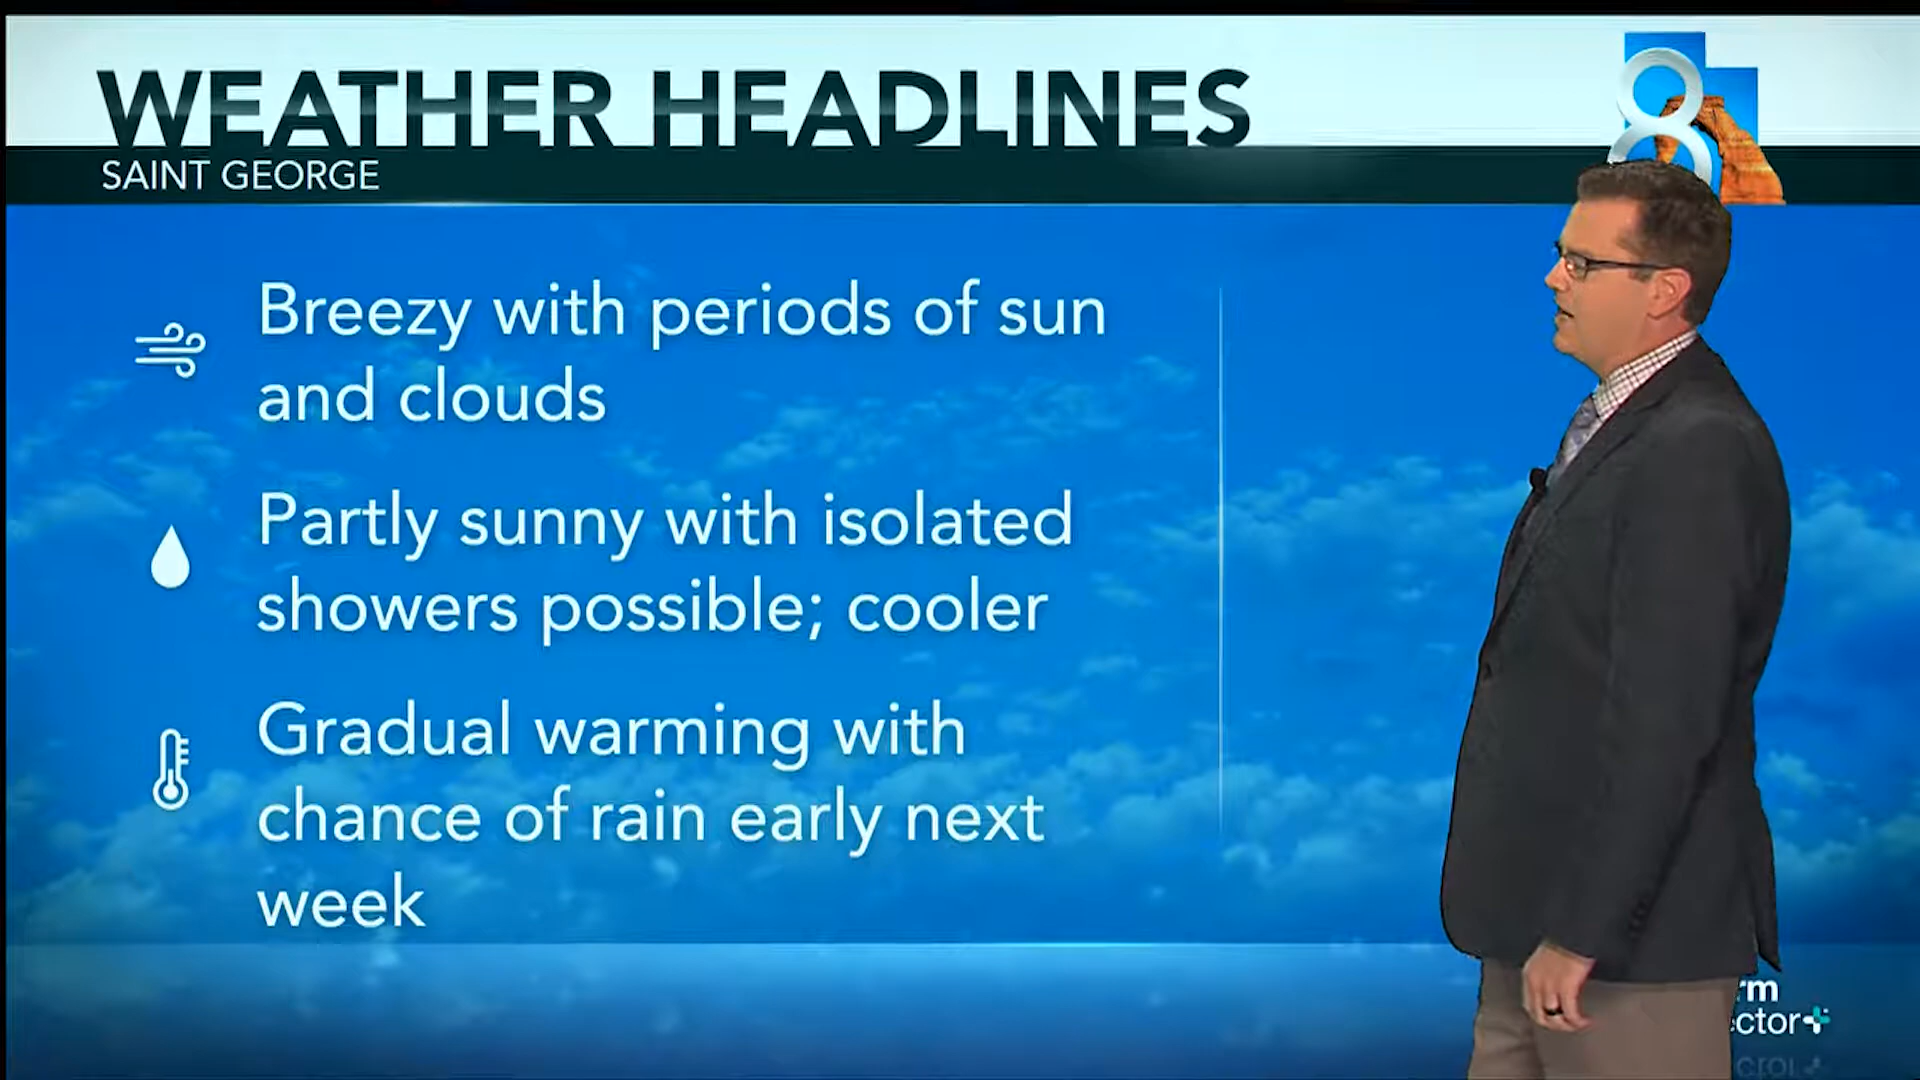 WEATHER HEADLINES
8
SAINT GEORGE
Breezy with periods of sun
and clouds
Partly sunny with isolated
showers possible; cooler
Gradual warming with
chance of rain early next
week